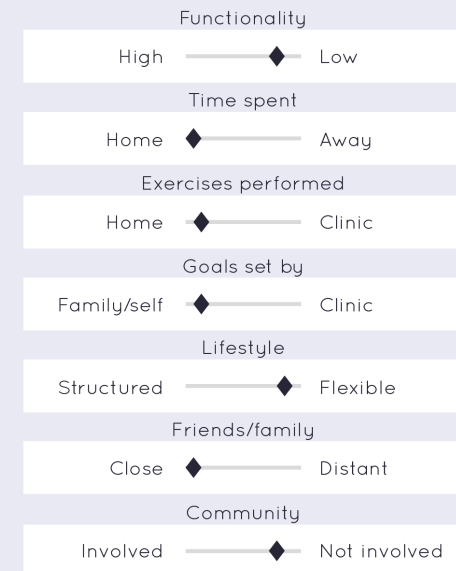 Functionality
High Low
Time spent
Home Away
Exercises performed
Home Clinic
Goals set by
Family/self Clinic
Lifestyle
Structured Flexible
Friends/family
Close Distant
Community
Involved Not involved